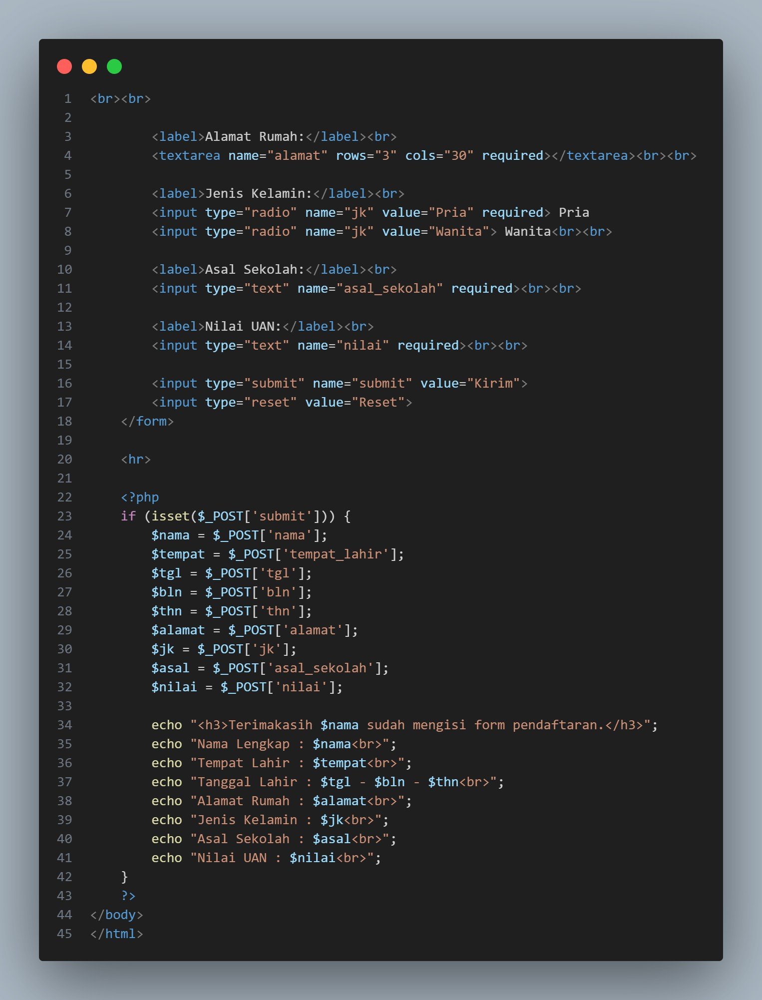 1 <br><br>
2
3         <label>Alamat Rumah:</label><br>
4         <textarea name="alamat" rows="3" cols="30" required></textarea><br><br>
5
6         <label>Jenis Kelamin:</label><br>
7         <input type="radio" name="jk" value="Pria" required> Pria
8         <input type="radio" name="jk" value="Wanita"> Wanita<br><br>
9
10         <label>Asal Sekolah:</label><br>
11         <input type="text" name="asal_sekolah" required><br><br>
12
13         <label>Nilai UAN:</label><br>
14         <input type="text" name="nilai" required><br><br>
15
16         <input type="submit" name="submit" value="Kirim">
17         <input type="reset" value="Reset">
18     </form>
19
20     <hr>
21
22     <?php
23     if (isset($_POST['submit'])) {
24         $nama = $_POST['nama'];
25         $tempat = $_POST['tempat_lahir'];
26         $tgl = $_POST['tgl'];
27         $bln = $_POST['bln'];
28         $thn = $_POST['thn'];
29         $alamat = $_POST['alamat'];
30         $jk = $_POST['jk'];
31         $asal = $_POST['asal_sekolah'];
32         $nilai = $_POST['nilai'];
33
34         echo "<h3>Terimakasih $nama sudah mengisi form pendaftaran.</h3>";
35         echo "Nama Lengkap : $nama<br>";
36         echo "Tempat Lahir : $tempat<br>";
37         echo "Tanggal Lahir : $tgl - $bln - $thn<br>";
38         echo "Alamat Rumah : $alamat<br>";
39         echo "Jenis Kelamin : $jk<br>";
40         echo "Asal Sekolah : $asal<br>";
41         echo "Nilai UAN : $nilai<br>";
42     }
43     ?>
44 </body>
45 </html>